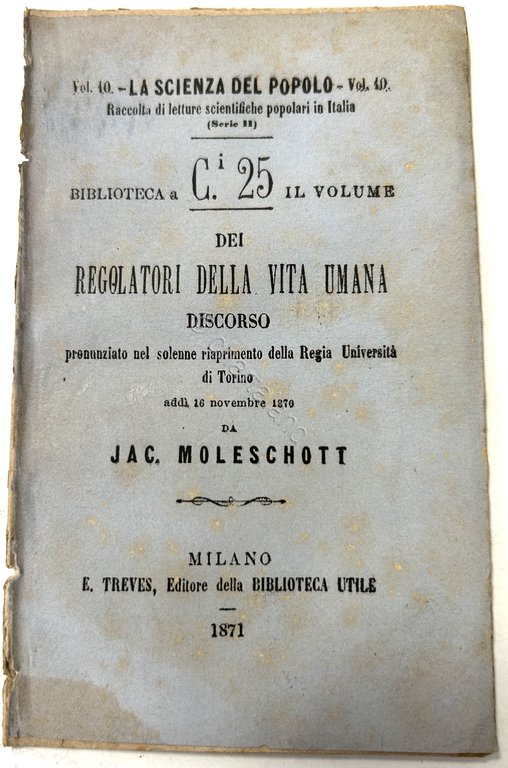 Vol. 40. - LA SCIENZA DEL POPOLO - Vol. 40.
Raccolta di letture scientifiche popolari in Italia
(Serie II)
BIBLIOTECA a C.i 25 IL VOLUME
DEI
REGOLATORI DELLA VITA UMANA
DISCORSO
pronunziato nel solenne riaprimento della Regia Università
di Torino
addì 16 novembre 1870
DA
JAC. MOLESCHOTT
MILANO
E. TREVES, Editore della BIBLIOTECA UTILE
1871